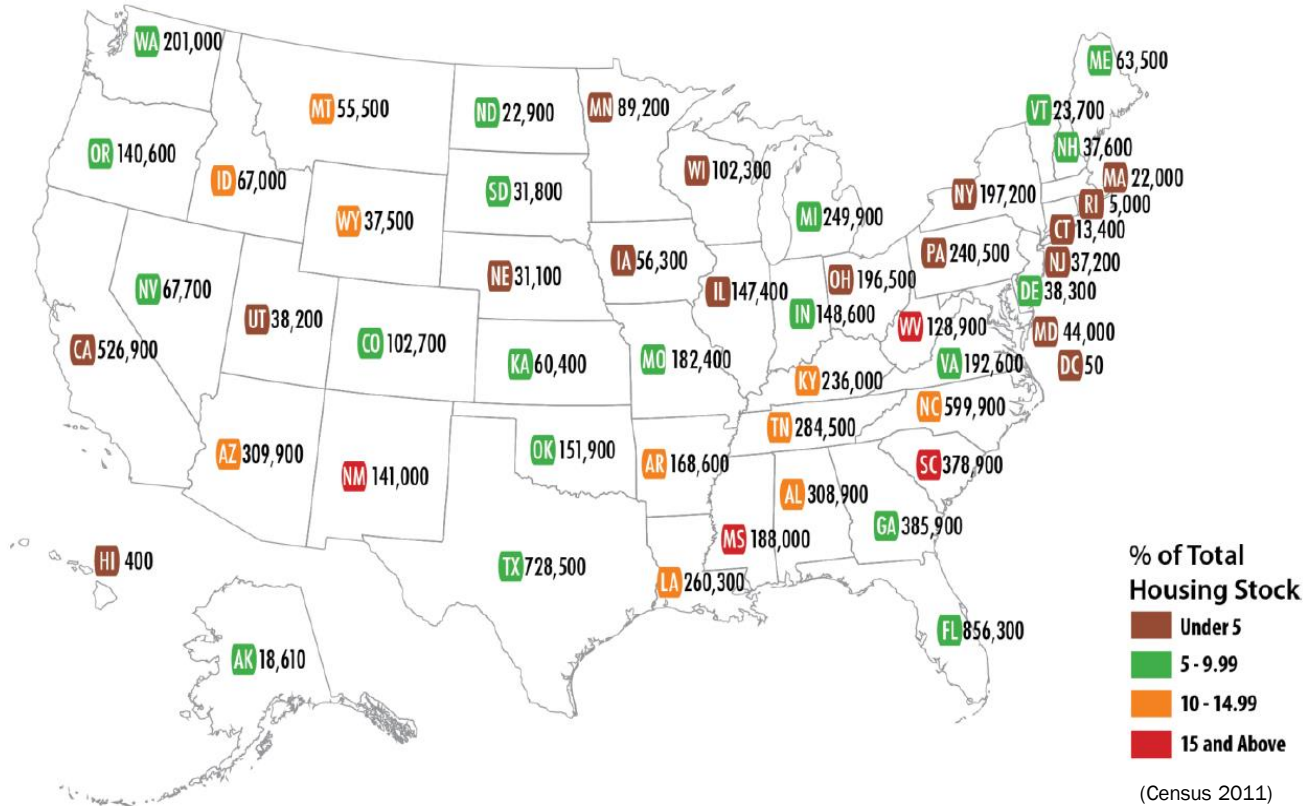 WA 201,000
ME 63,500
MT 55,500
ND 22,900
MN 89,200
VT 23,700
OR 140,600
NH 37,600
ID 67,000
SD 31,800
WI 102,300
MA 22,000
WY 37,500
MI 249,900
NY 197,200
RI 5,000
CT 13,400
NE 31,100
IA 56,300
PA 240,500
NJ 37,200
NV 67,700
IL 147,400
OH 196,500
DE 38,300
UT 38,200
IN 148,600
WV 128,900
MD 44,000
CA 526,900
CO 102,700
KA 60,400
MO 182,400
VA 192,600
DC 50
KY 236,000
NC 599,900
TN 284,500
AZ 309,900
NM 141,000
OK 151,900
AR 168,600
SC 378,900
AL 308,900
MS 188,000
GA 385,900
HI 400
TX 728,500
LA 260,300
FL 856,300
AK 18,610
% of Total
Housing Stock
Under 5
5 - 9.99
10 - 14.99
15 and Above
(Census 2011)